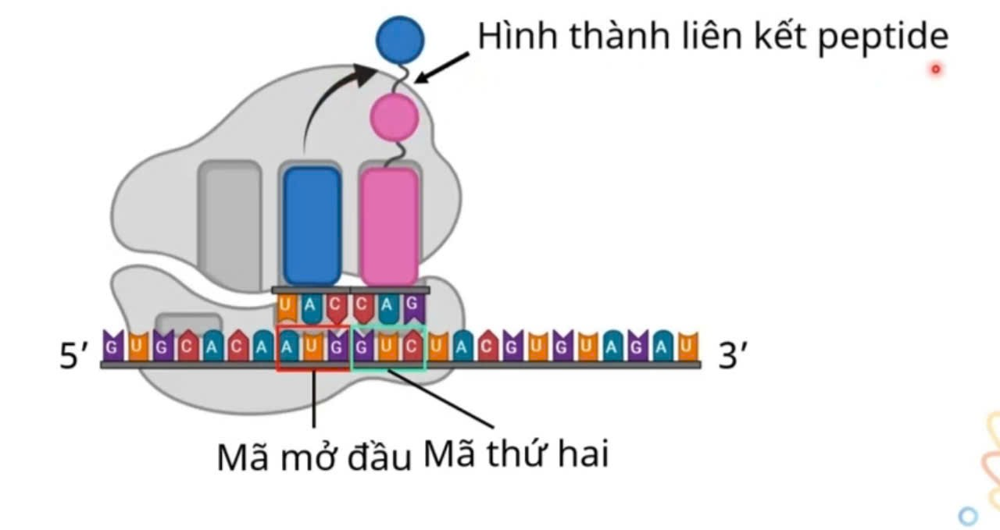 Hình thành liên kết peptide
U A C C A G
5’ G U G C A C A A U G G U C U A C G U G U A G A U 3’
Mã mở đầu Mã thứ hai